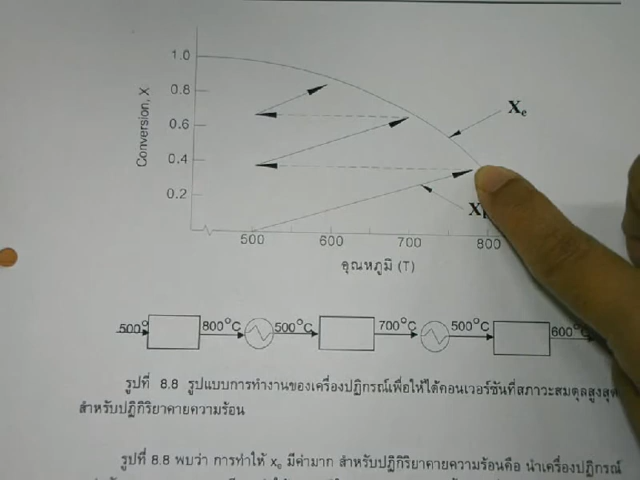 1.0
0.8
0.6
0.4
0.2
Conversion, X
Xe
500 600 700 800
อุณหภูมิ (T)
500° 800°C 500°C 700°C 500°C 600°C
รูปที่ 8.8 รูปแบบการทำงานของเครื่องปฏิกรณ์เพื่อให้ได้คอนเวอร์ชันที่สภาวะสมดุลสูงสุด
สำหรับปฏิกิริยาคายความร้อน
รูปที่ 8.8 พบว่า การทำให้ xe มีค่ามาก สำหรับปฏิกิริยาคายความร้อนคือ นำเครื่องปฏิกรณ์